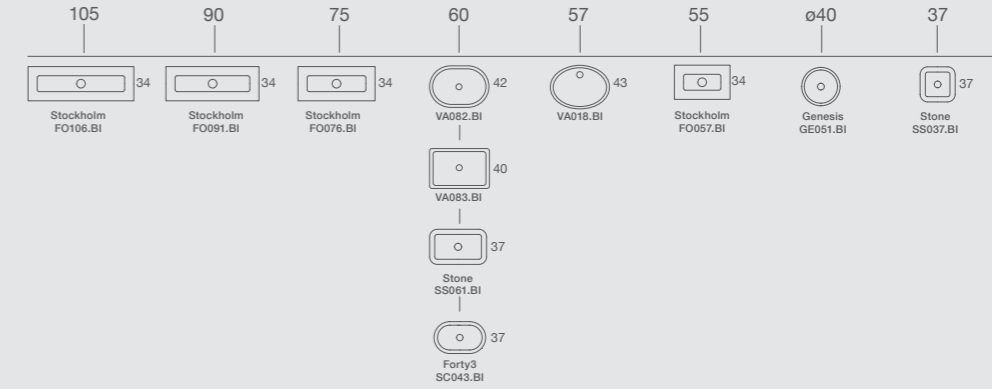 105 90 75 60 57 55 ø40 37
34 34 34 42 43 34 37
Stockholm Stockholm Stockholm VA082.BI VA018.BI Stockholm Genesis Stone
FO106.BI FO091.BI FO076.BI FO057.BI GE051.BI SS037.BI
40
VA083.BI
37
Stone
SS061.BI
37
Forty3
SC043.BI